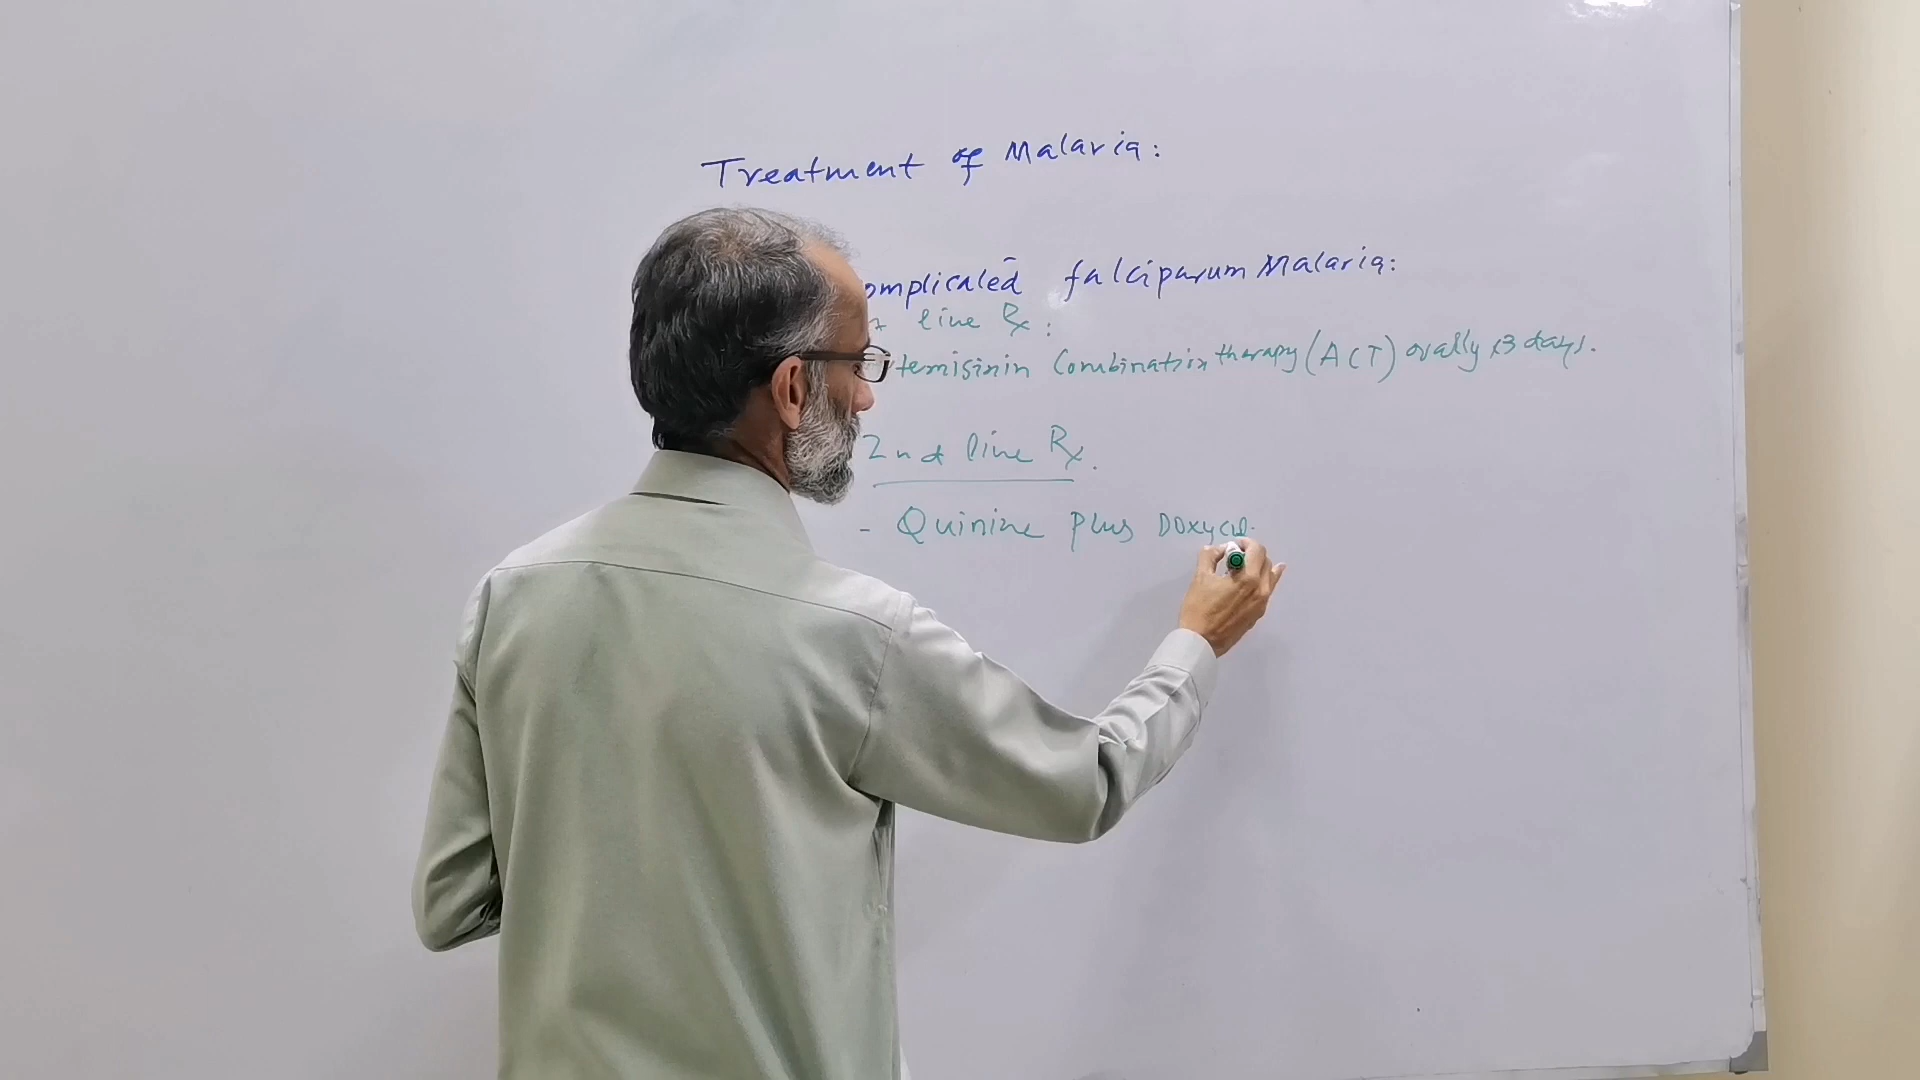 Treatment of Malaria:
omplicated falciparum Malaria:
line Rx:
temisinin Combination therapy (ACT) orally x3 days.
2nd line Rx.
- Quinine Plus Doxycl